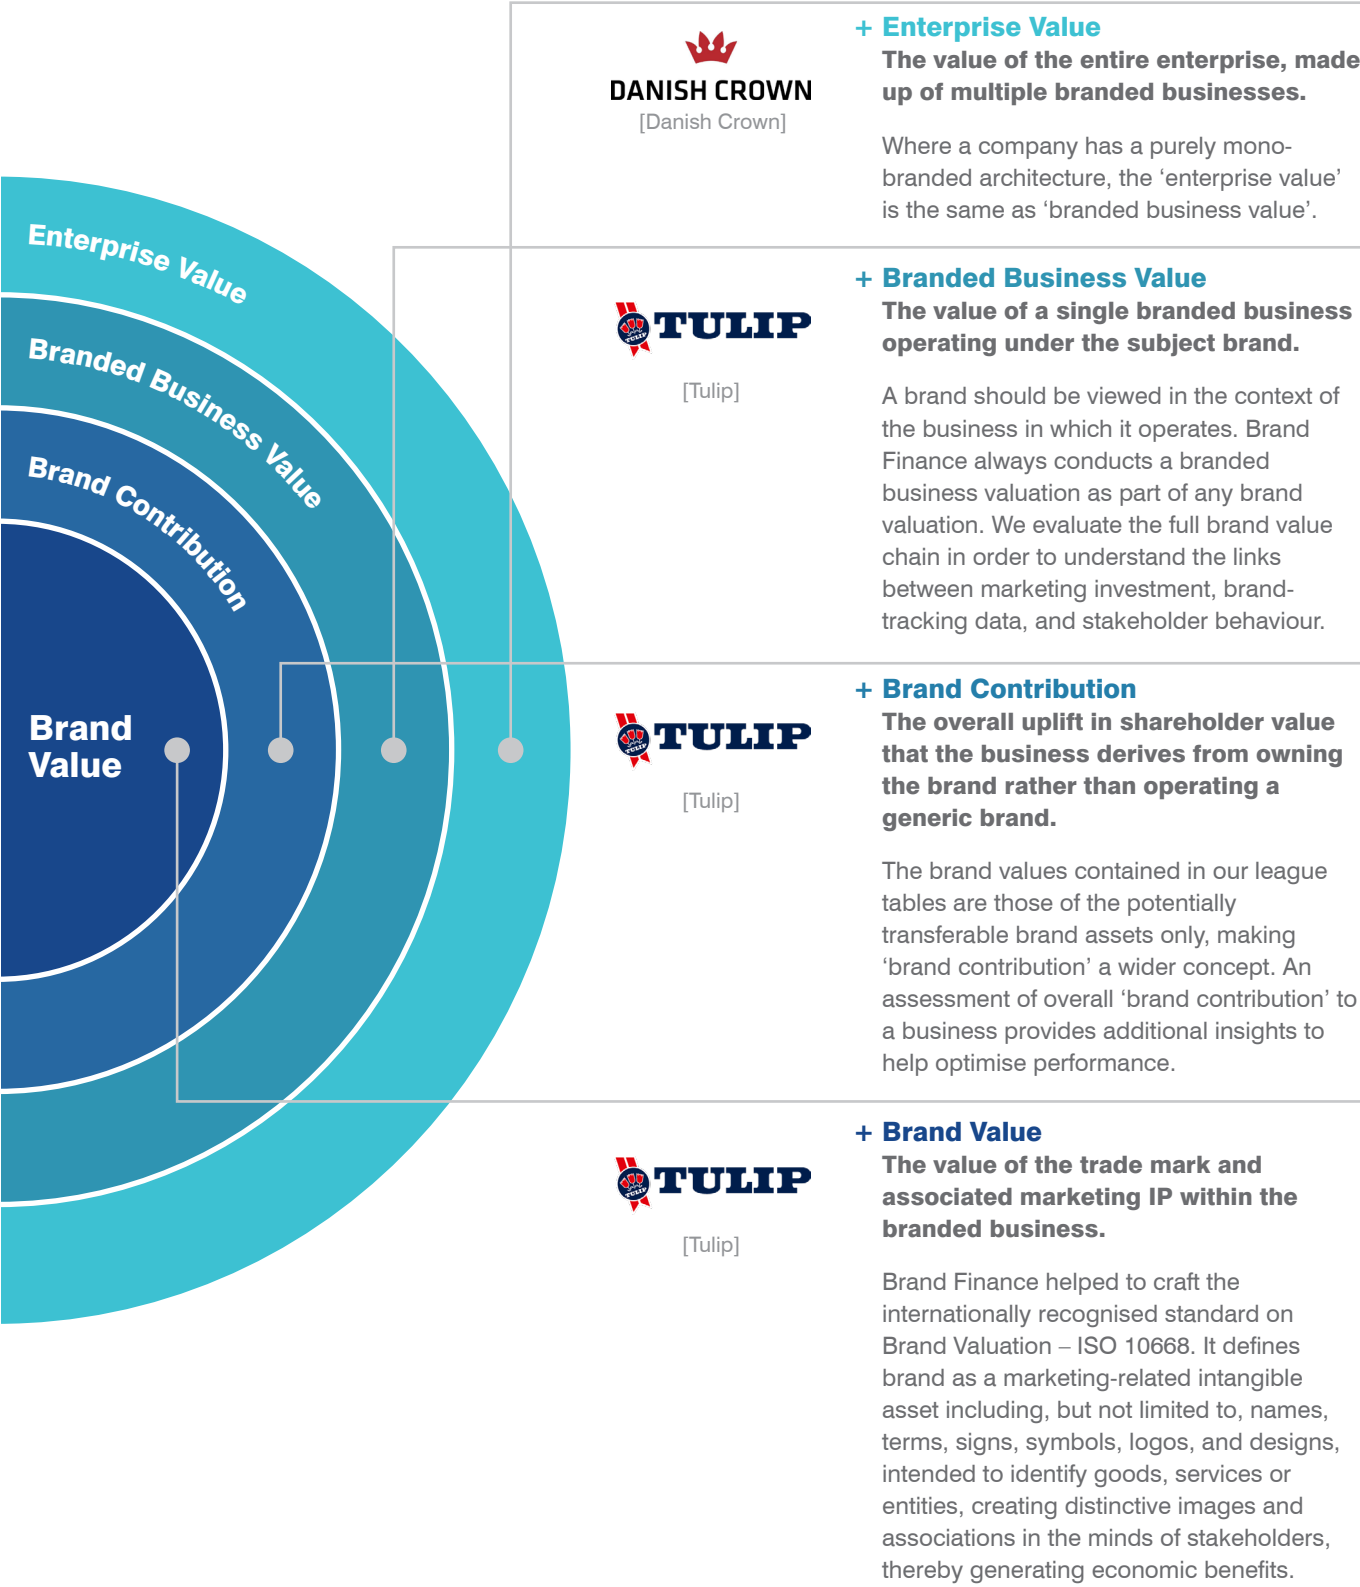 Enterprise Value
Branded Business Value
Brand Contribution
Brand
Value
DANISH CROWN
[Danish Crown]
+ Enterprise Value
The value of the entire enterprise, made
up of multiple branded businesses.
Where a company has a purely mono-
branded architecture, the ‘enterprise value’
is the same as ‘branded business value’.
TULIP
TULIP
[Tulip]
+ Branded Business Value
The value of a single branded business
operating under the subject brand.
A brand should be viewed in the context of
the business in which it operates. Brand
Finance always conducts a branded
business valuation as part of any brand
valuation. We evaluate the full brand value
chain in order to understand the links
between marketing investment, brand-
tracking data, and stakeholder behaviour.
TULIP
TULIP
[Tulip]
+ Brand Contribution
The overall uplift in shareholder value
that the business derives from owning
the brand rather than operating a
generic brand.
The brand values contained in our league
tables are those of the potentially
transferable brand assets only, making
‘brand contribution’ a wider concept. An
assessment of overall ‘brand contribution’ to
a business provides additional insights to
help optimise performance.
TULIP
TULIP
[Tulip]
+ Brand Value
The value of the trade mark and
associated marketing IP within the
branded business.
Brand Finance helped to craft the
internationally recognised standard on
Brand Valuation – ISO 10668. It defines
brand as a marketing-related intangible
asset including, but not limited to, names,
terms, signs, symbols, logos, and designs,
intended to identify goods, services or
entities, creating distinctive images and
associations in the minds of stakeholders,
thereby generating economic benefits.